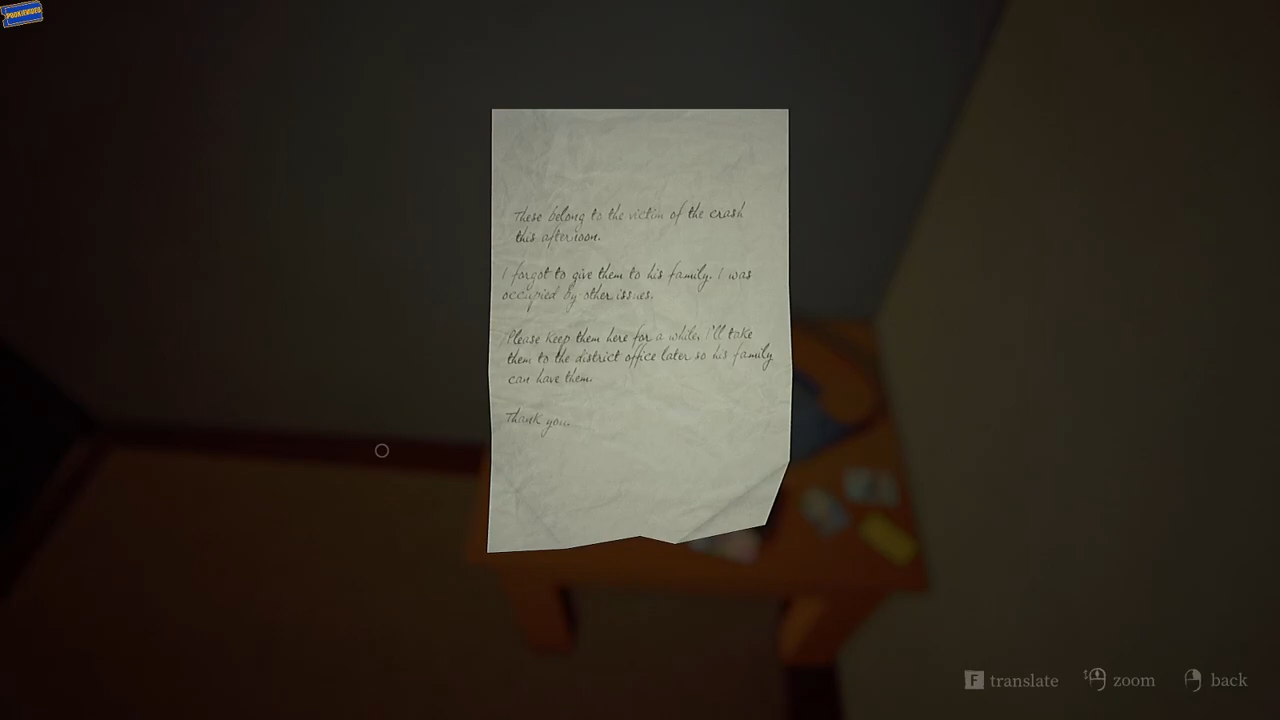 POOKIEVIDEO
These belong to the victim of the crash
this afternoon.
I forgot to give them to his family. I was
occupied by other issues.
Please keep them here for a while, I'll take
them to the district office later so his family
can have them.
Thank you.
F translate zoom back